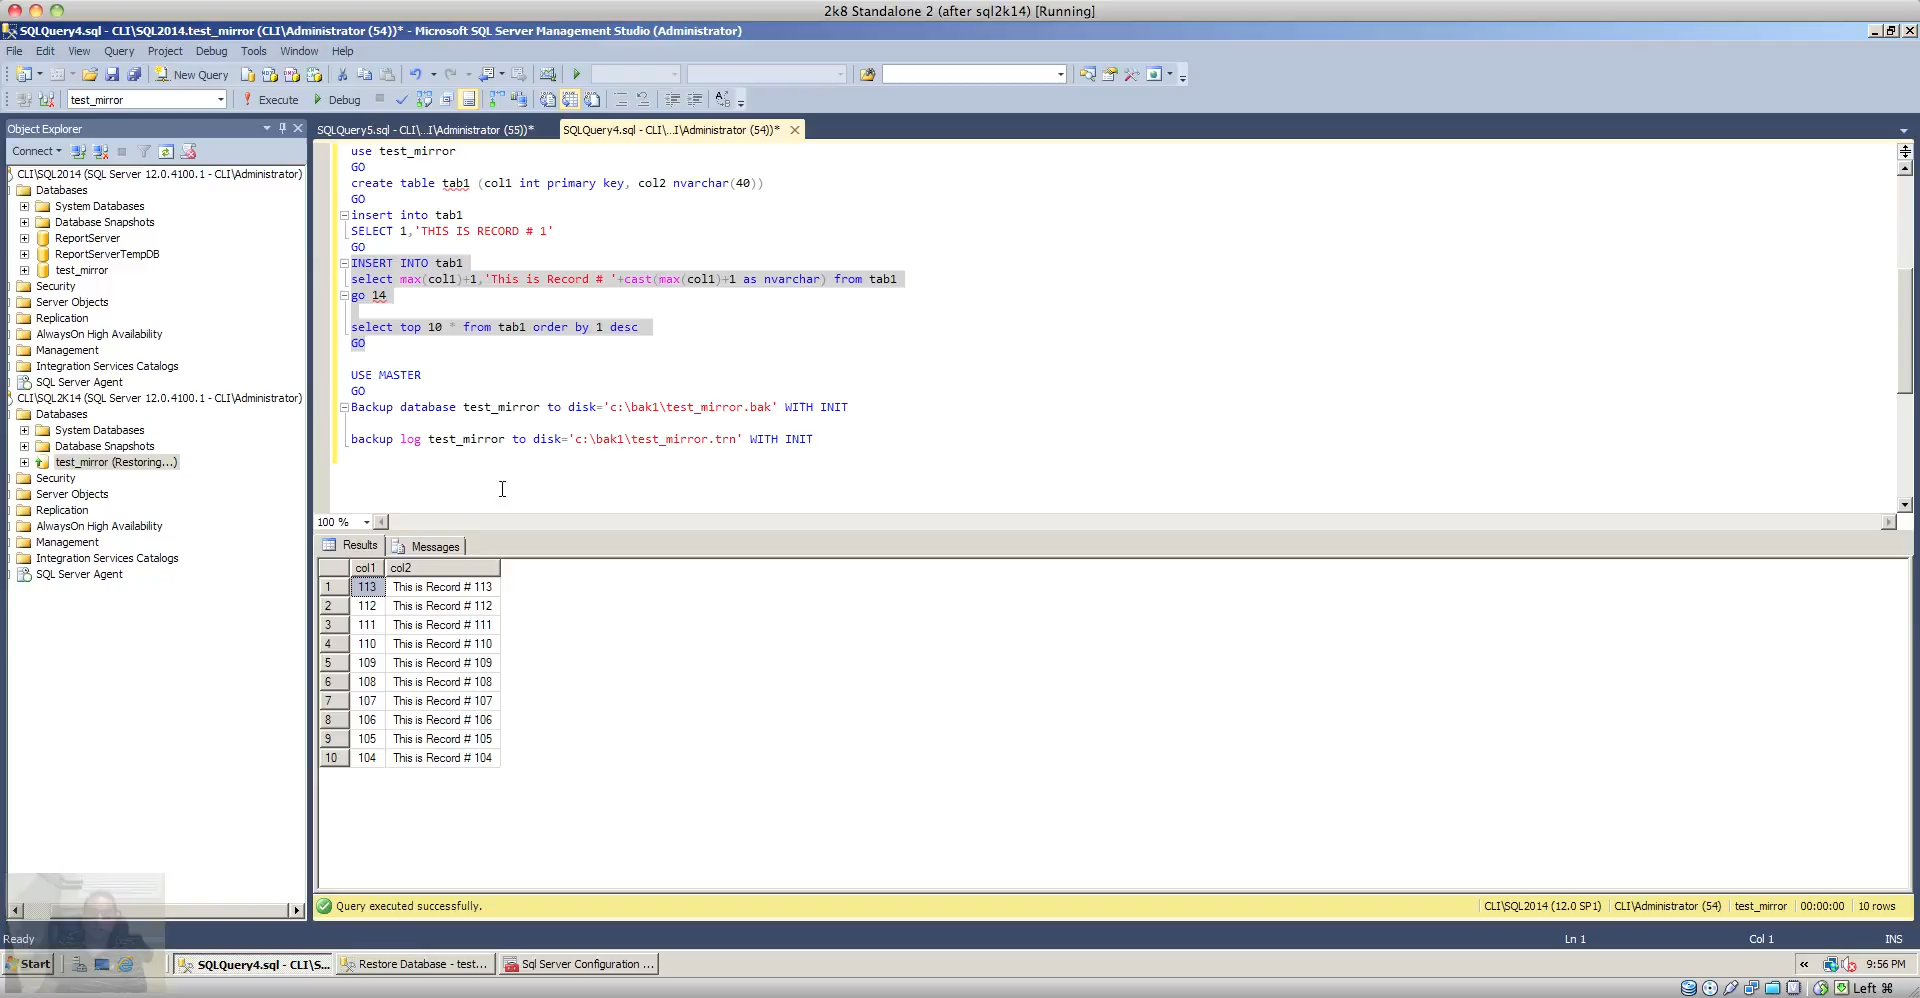 2k8 Standalone 2 (after sql2k14) [Running]
SQLQuery4.sql - CLI\SQL2014.test_mirror (CLI\Administrator (54))* - Microsoft SQL Server Management Studio (Administrator)
File Edit View Query Project Debug Tools Window Help
New Query
test_mirror Execute Debug
Object Explorer
SQLQuery5.sql - CLI\...I\Administrator (55))* SQLQuery4.sql - CLI\...I\Administrator (54))*
Connect
CLI\SQL2014 (SQL Server 12.0.4100.1 - CLI\Administrator)
Databases
System Databases
Database Snapshots
ReportServer
ReportServerTempDB
test_mirror
Security
Server Objects
Replication
AlwaysOn High Availability
Management
Integration Services Catalogs
SQL Server Agent
CLI\SQL2K14 (SQL Server 12.0.4100.1 - CLI\Administrator)
Databases
System Databases
Database Snapshots
test_mirror (Restoring...)
Security
Server Objects
Replication
AlwaysOn High Availability
Management
Integration Services Catalogs
SQL Server Agent
use test_mirror
GO
create table tab1 (col1 int primary key, col2 nvarchar(40))
GO
insert into tab1
SELECT 1,'THIS IS RECORD # 1'
GO
INSERT INTO tab1
select max(col1)+1,'This is Record # '+cast(max(col1)+1 as nvarchar) from tab1
go 14
select top 10 * from tab1 order by 1 desc
GO
USE MASTER
GO
Backup database test_mirror to disk='c:\bak1\test_mirror.bak' WITH INIT
backup log test_mirror to disk='c:\bak1\test_mirror.trn' WITH INIT
100 %
Results Messages
col1 col2
1 113 This is Record # 113
2 112 This is Record # 112
3 111 This is Record # 111
4 110 This is Record # 110
5 109 This is Record # 109
6 108 This is Record # 108
7 107 This is Record # 107
8 106 This is Record # 106
9 105 This is Record # 105
10 104 This is Record # 104
Query executed successfully. CLI\SQL2014 (12.0 SP1) CLI\Administrator (54) test_mirror 00:00:00 10 rows
Ready Ln 1 Col 1 INS
Start SQLQuery4.sql - CLI\S... Restore Database - test... Sql Server Configuration ... 9:56 PM
Left ⌘